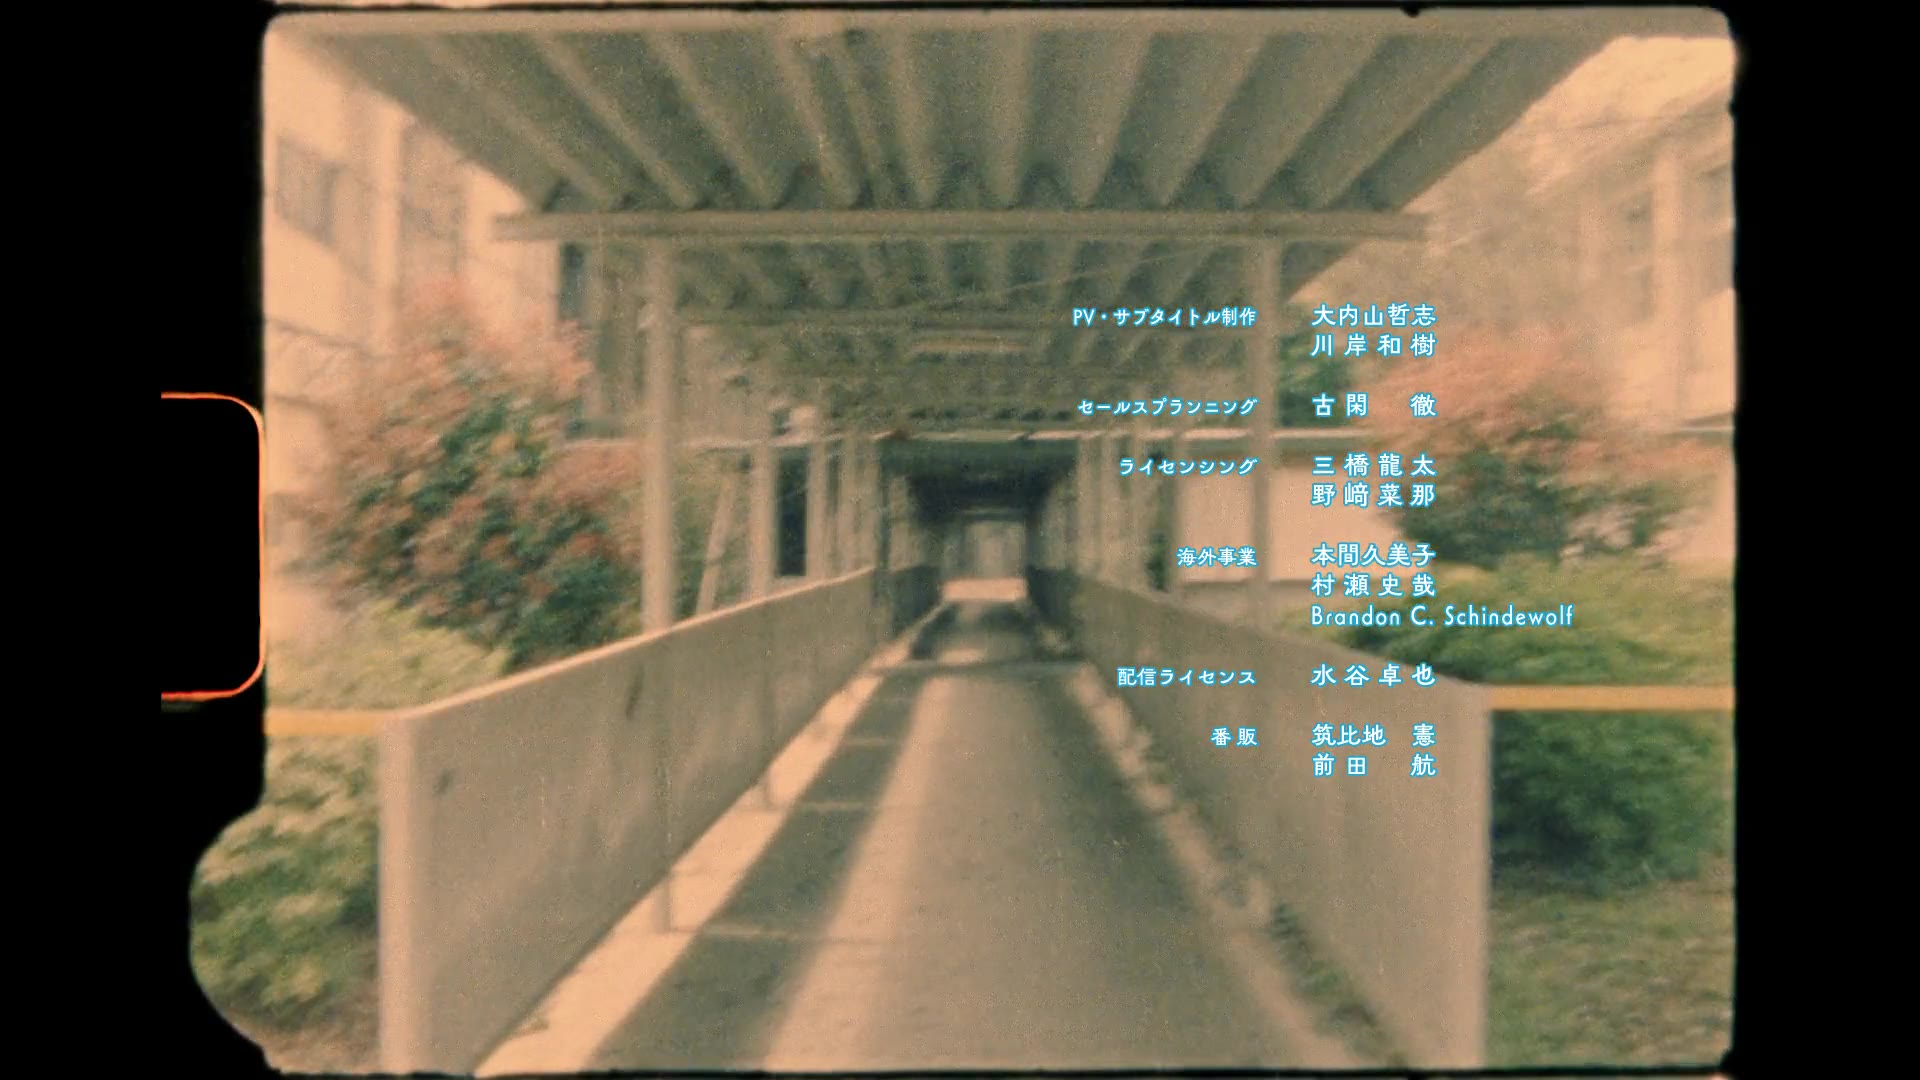 PV・サブタイトル制作 大内山哲志
川岸和樹
セールスプランニング 古閑 徹
ライセンシング 三橋龍太
野﨑菜那
海外事業 本間久美子
村瀬史哉
Brandon C. Schindewolf
配信ライセンス 水谷卓也
番販 筑比地 憲
前田 航